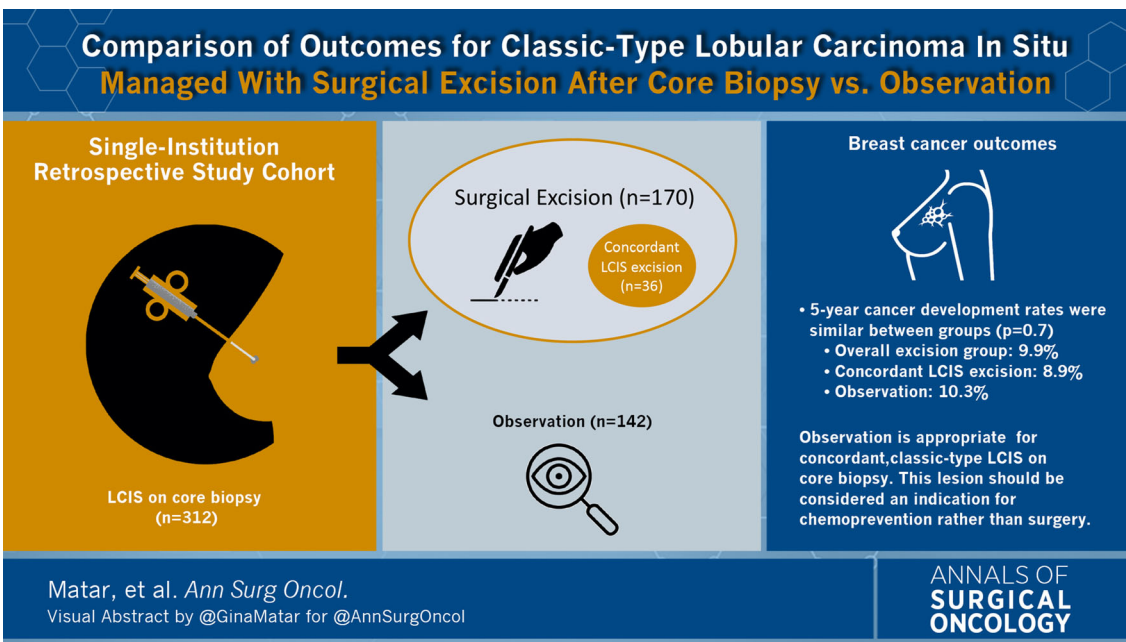 Comparison of Outcomes for Classic-Type Lobular Carcinoma In Situ
Managed With Surgical Excision After Core Biopsy vs. Observation
Single-Institution
Retrospective Study Cohort
LCIS on core biopsy
(n=312)
Surgical Excision (n=170)
Concordant
LCIS excision
(n=36)
Observation (n=142)
Breast cancer outcomes
• 5-year cancer development rates were
similar between groups (p=0.7)
• Overall excision group: 9.9%
• Concordant LCIS excision: 8.9%
• Observation: 10.3%
Observation is appropriate for
concordant,classic-type LCIS on
core biopsy. This lesion should be
considered an indication for
chemoprevention rather than surgery.
Matar, et al. Ann Surg Oncol.
Visual Abstract by @GinaMatar for @AnnSurgOncol
ANNALS OF
SURGICAL
ONCOLOGY